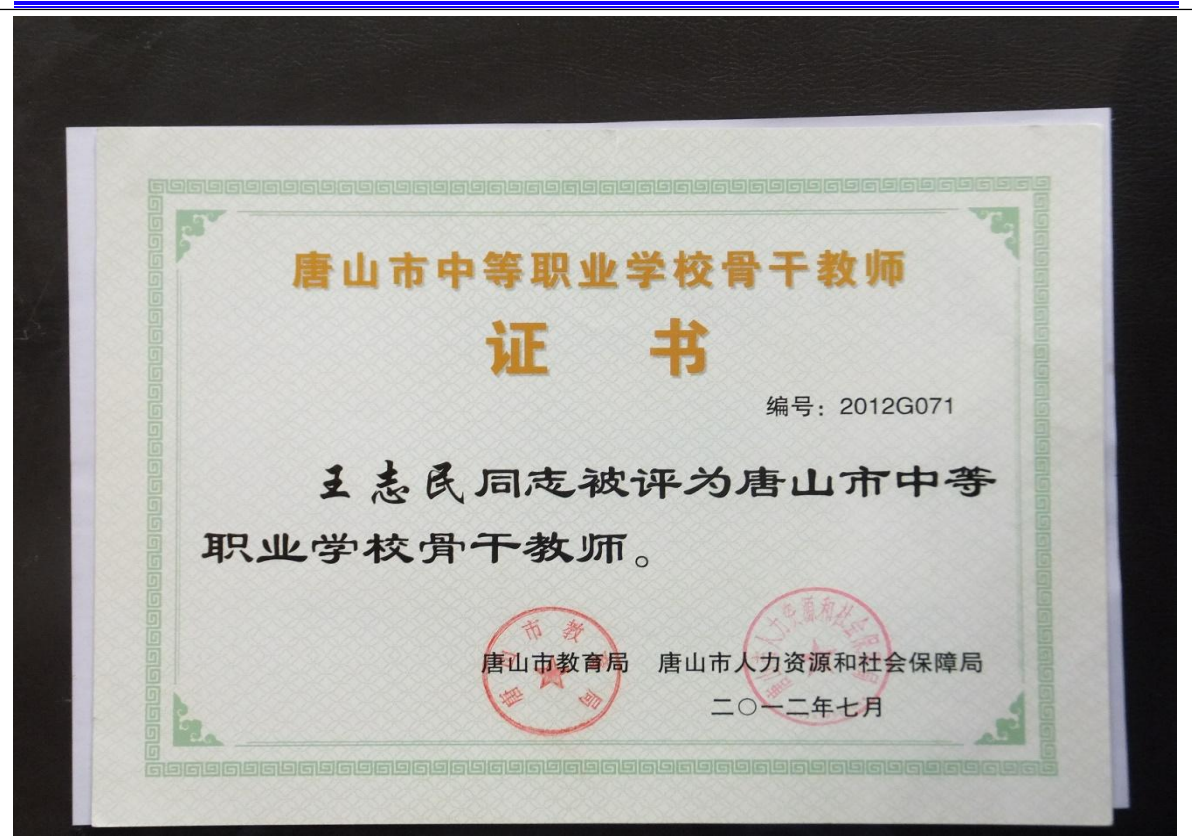 唐山市中等职业学校骨干教师
证 书
编号：2012G071
王志民同志被评为唐山市中等
职业学校骨干教师。
唐山市教育局 唐山市人力资源和社会保障局
二〇一二年七月